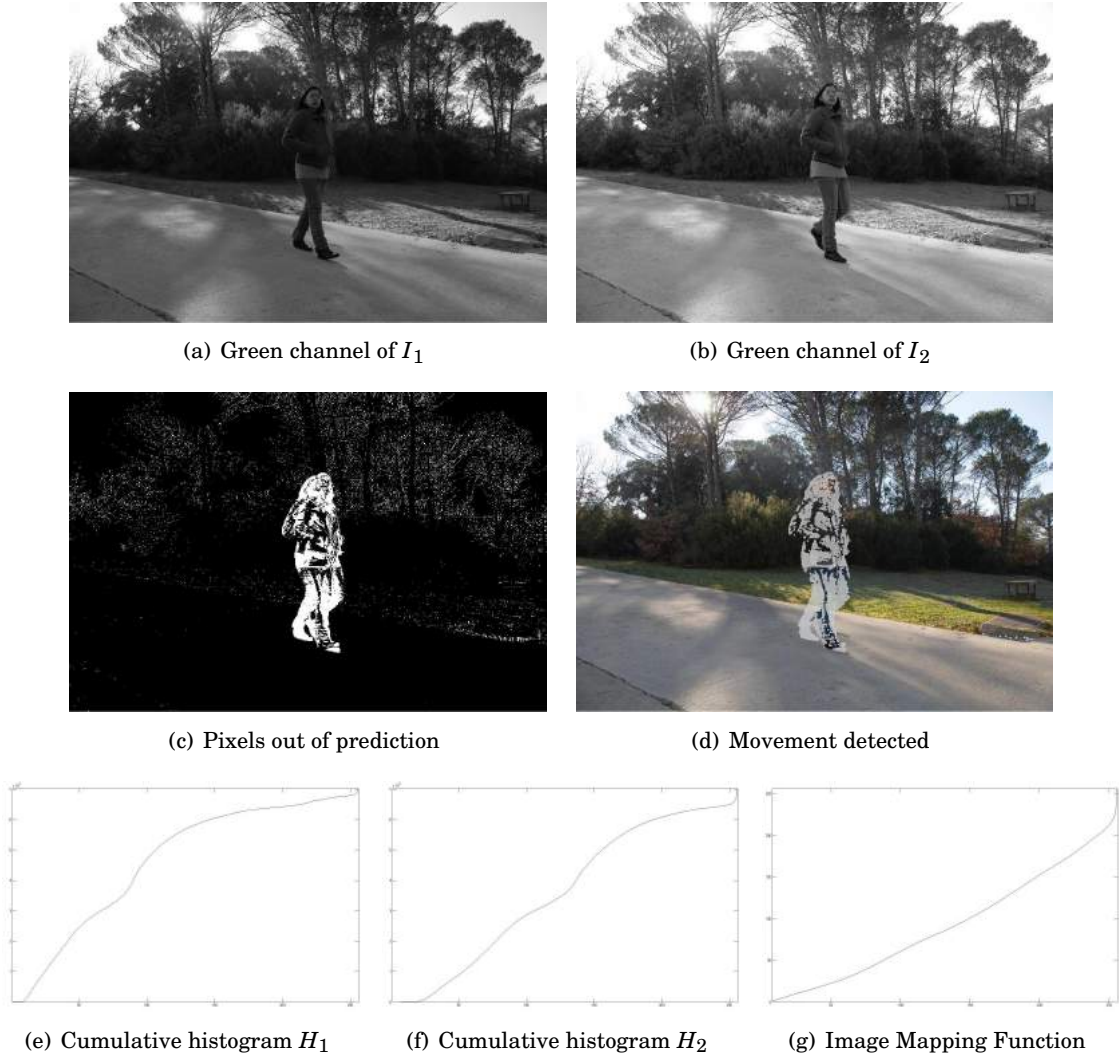 (a) Green channel of I1
(b) Green channel of I2
(c) Pixels out of prediction
(d) Movement detected
(e) Cumulative histogram H1
(f) Cumulative histogram H2
(g) Image Mapping Function